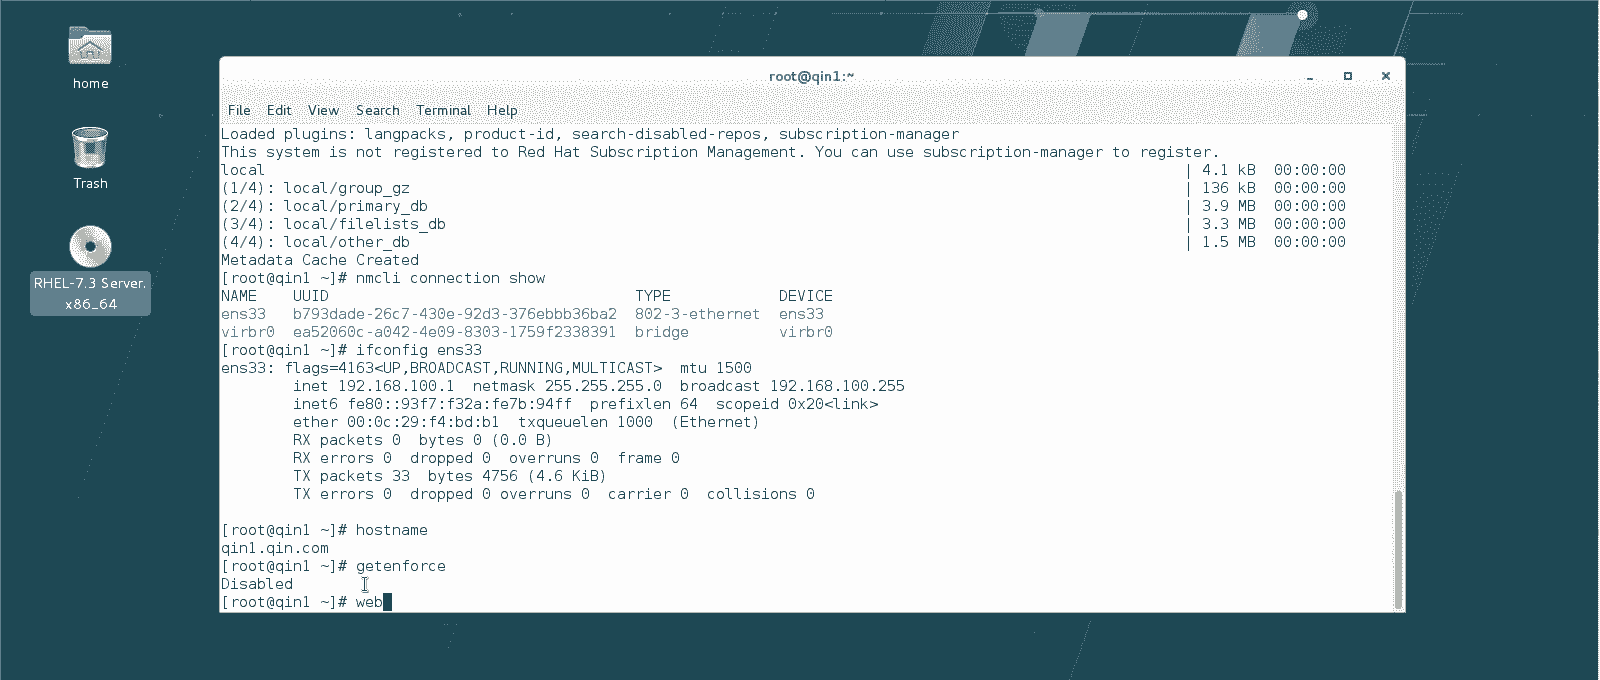 home
Trash
RHEL-7.3 Server.
x86_64
root@qin1:~
File Edit View Search Terminal Help
Loaded plugins: langpacks, product-id, search-disabled-repos, subscription-manager
This system is not registered to Red Hat Subscription Management. You can use subscription-manager to register.
local | 4.1 kB 00:00:00
(1/4): local/group_gz | 136 kB 00:00:00
(2/4): local/primary_db | 3.9 MB 00:00:00
(3/4): local/filelists_db | 3.3 MB 00:00:00
(4/4): local/other_db | 1.5 MB 00:00:00
Metadata Cache Created
[root@qin1 ~]# nmcli connection show
NAME UUID TYPE DEVICE
ens33 b793dade-26c7-430e-92d3-376ebbb36ba2 802-3-ethernet ens33
virbr0 ea52060c-a042-4e09-8303-1759f2338391 bridge virbr0
[root@qin1 ~]# ifconfig ens33
ens33: flags=4163<UP,BROADCAST,RUNNING,MULTICAST> mtu 1500
inet 192.168.100.1 netmask 255.255.255.0 broadcast 192.168.100.255
inet6 fe80::93f7:f32a:fe7b:94ff prefixlen 64 scopeid 0x20<link>
ether 00:0c:29:f4:bd:b1 txqueuelen 1000 (Ethernet)
RX packets 0 bytes 0 (0.0 B)
RX errors 0 dropped 0 overruns 0 frame 0
TX packets 33 bytes 4756 (4.6 KiB)
TX errors 0 dropped 0 overruns 0 carrier 0 collisions 0
[root@qin1 ~]# hostname
qin1.qin.com
[root@qin1 ~]# getenforce
Disabled
[root@qin1 ~]# web